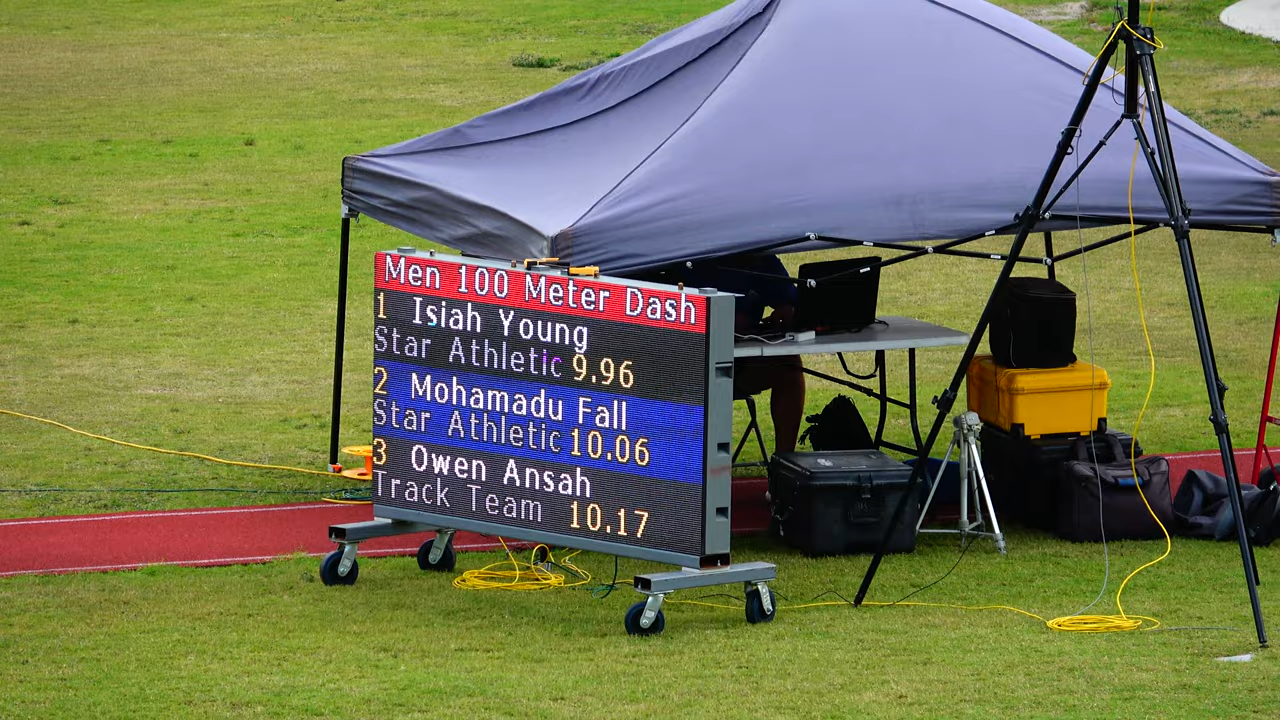 Men 100 Meter Dash
1 Isiah Young
Star Athletic 9.96
2 Mohamadu Fall
Star Athletic 10.06
3 Owen Ansah
Track Team 10.17